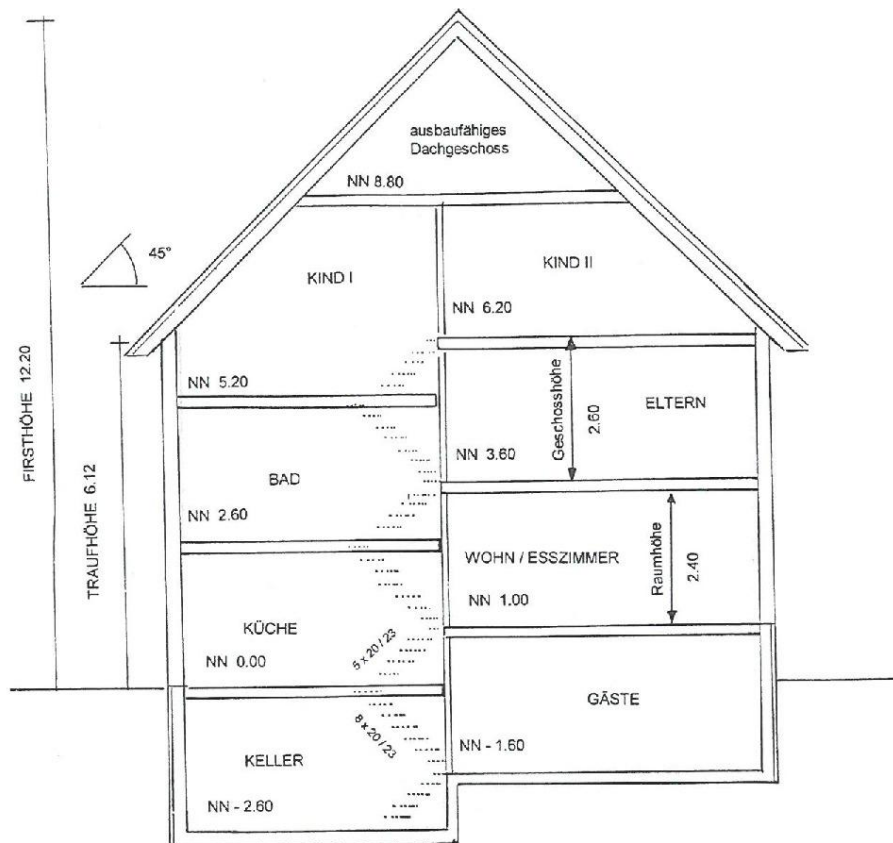 ausbaufähiges
Dachgeschoss
NN 8.80
45°
KIND I
KIND II
NN 6.20
FIRSTHÖHE 12.20
TRAUFHÖHE 6.12
NN 5.20
Geschosshöhe
2.60
ELTERN
NN 3.60
BAD
NN 2.60
WOHN / ESSZIMMER
NN 1.00
Raumhöhe
2.40
KÜCHE
NN 0.00
5 x 20 / 23
8 x 20 / 23
GÄSTE
NN - 1.60
KELLER
NN - 2.60